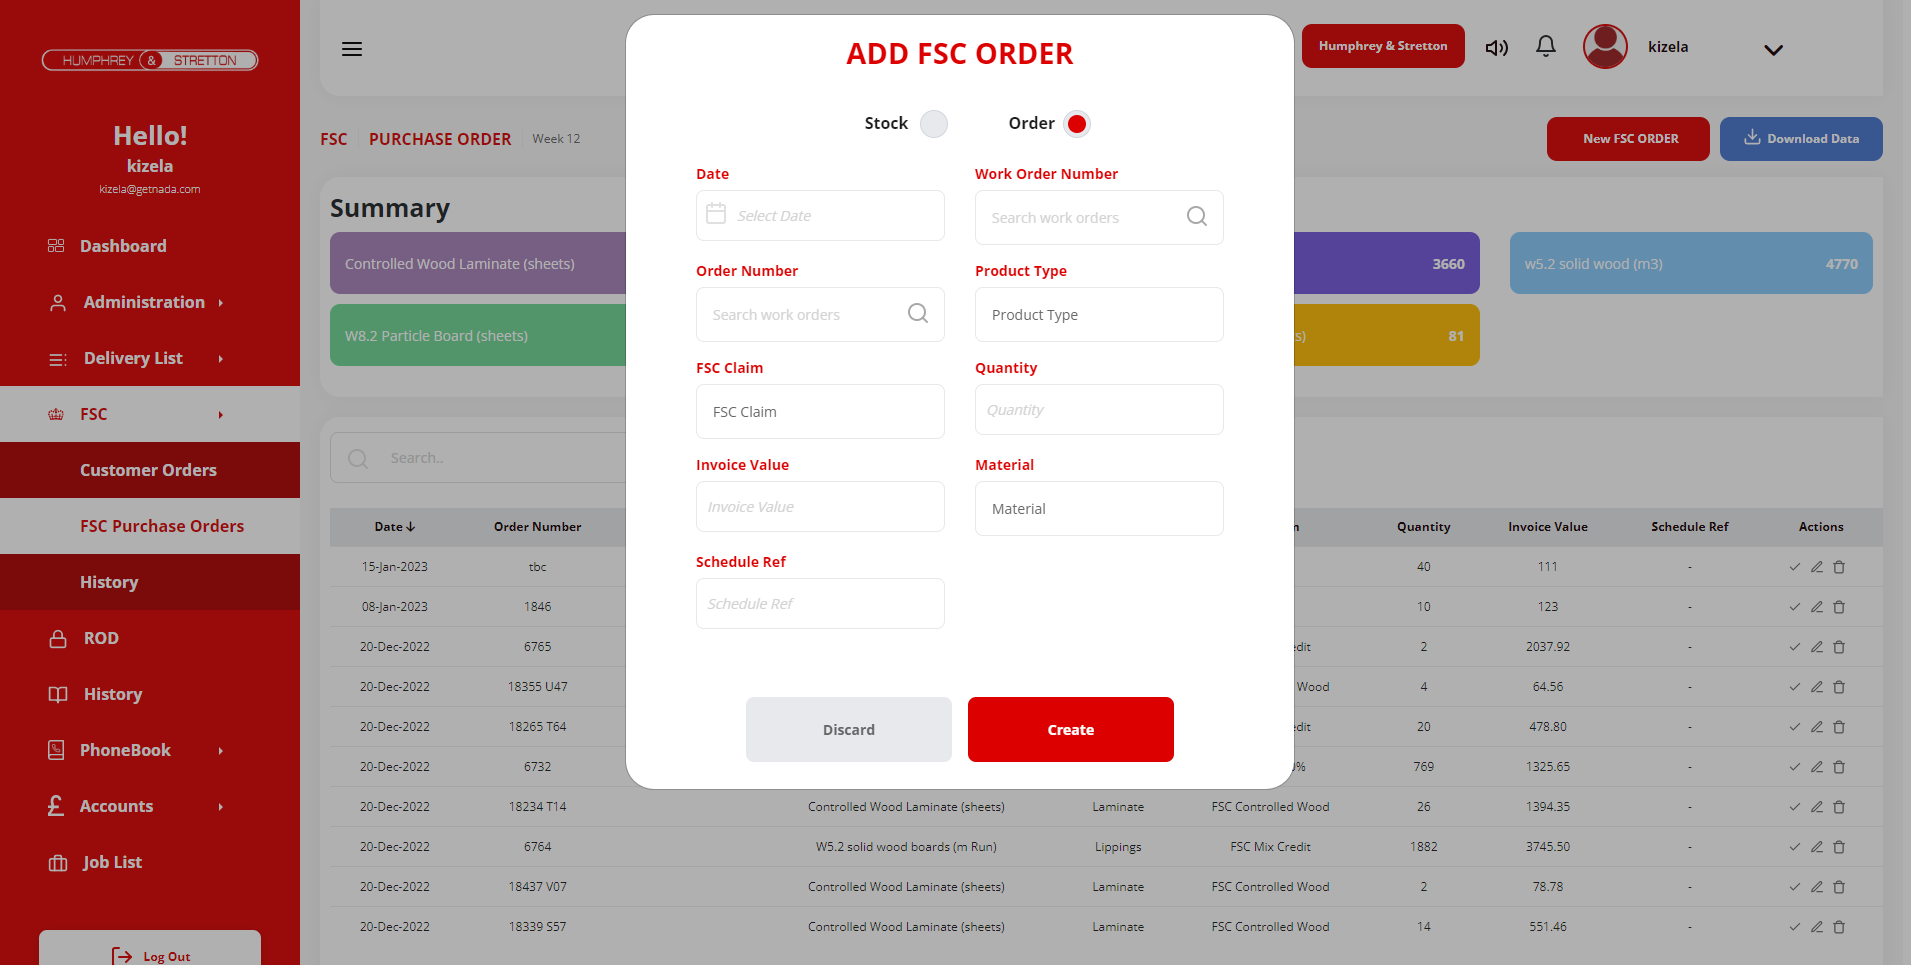 HUMPHREY & STRETTON
Hello!
kizela
kizela@getnada.com
Dashboard
Administration
Delivery List
FSC
Customer Orders
FSC Purchase Orders
History
ROD
History
PhoneBook
Accounts
Job List
Log Out
Humphrey & Stretton
kizela
FSC PURCHASE ORDER Week 12
New FSC ORDER
Download Data
Summary
Controlled Wood Laminate (sheets)
3660
w5.2 solid wood (m3) 4770
W8.2 Particle Board (sheets)
s) 81
Search..
ADD FSC ORDER
Stock
Order
Date
Select Date
Work Order Number
Search work orders
Order Number
Search work orders
Product Type
Product Type
FSC Claim
FSC Claim
Quantity
Quantity
Invoice Value
Invoice Value
Material
Material
Schedule Ref
Schedule Ref
Discard
Create
Date Order Number n Quantity Invoice Value Schedule Ref Actions
15-Jan-2023 tbc 40 111 -
08-Jan-2023 1846 10 123 -
20-Dec-2022 6765 edit 2 2037.92 -
20-Dec-2022 18355 U47 Wood 4 64.56 -
20-Dec-2022 18265 T64 edit 20 478.80 -
20-Dec-2022 6732 % 769 1325.65 -
20-Dec-2022 18234 T14 Controlled Wood Laminate (sheets) Laminate FSC Controlled Wood 26 1394.35 -
20-Dec-2022 6764 W5.2 solid wood boards (m Run) Lippings FSC Mix Credit 1882 3745.50 -
20-Dec-2022 18437 V07 Controlled Wood Laminate (sheets) Laminate FSC Controlled Wood 2 78.78 -
20-Dec-2022 18339 S57 Controlled Wood Laminate (sheets) Laminate FSC Controlled Wood 14 551.46 -